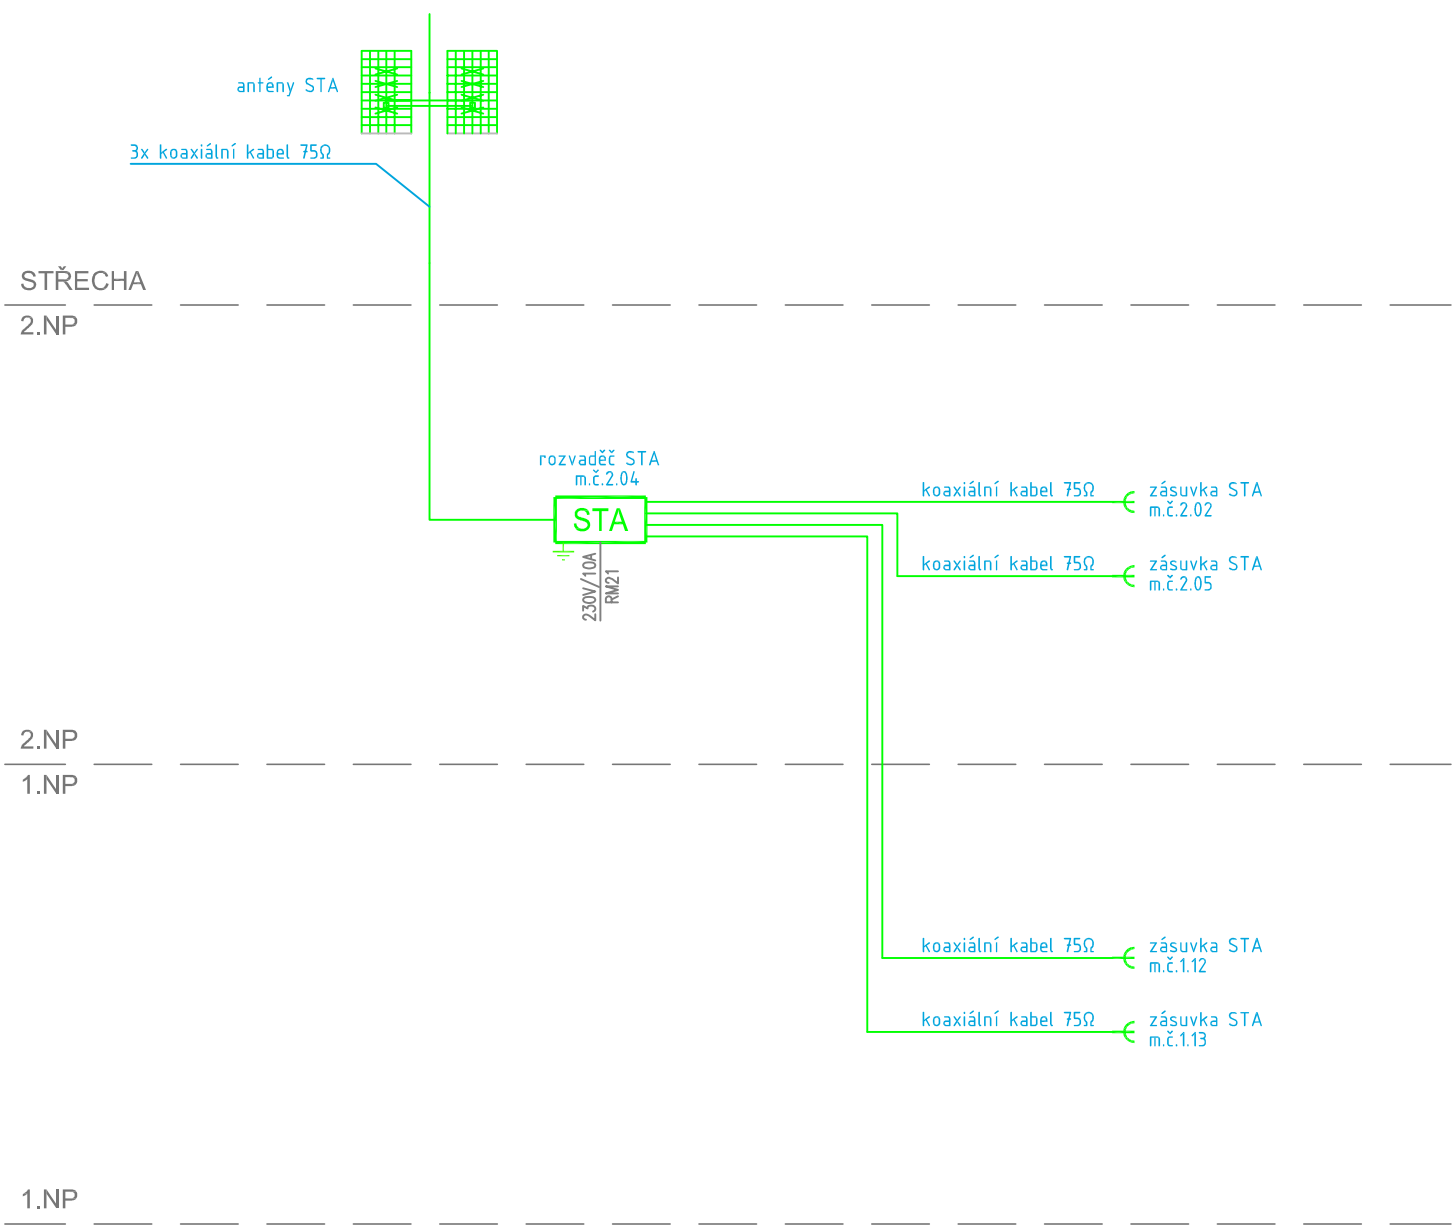 antény STA
3x koaxiální kabel 75Ω
STŘECHA
2.NP
rozvaděč STA
m.č.2.04
STA
230V/10A
RM21
koaxiální kabel 75Ω
zásuvka STA
m.č.2.02
koaxiální kabel 75Ω
zásuvka STA
m.č.2.05
2.NP
1.NP
koaxiální kabel 75Ω
zásuvka STA
m.č.1.12
koaxiální kabel 75Ω
zásuvka STA
m.č.1.13
1.NP